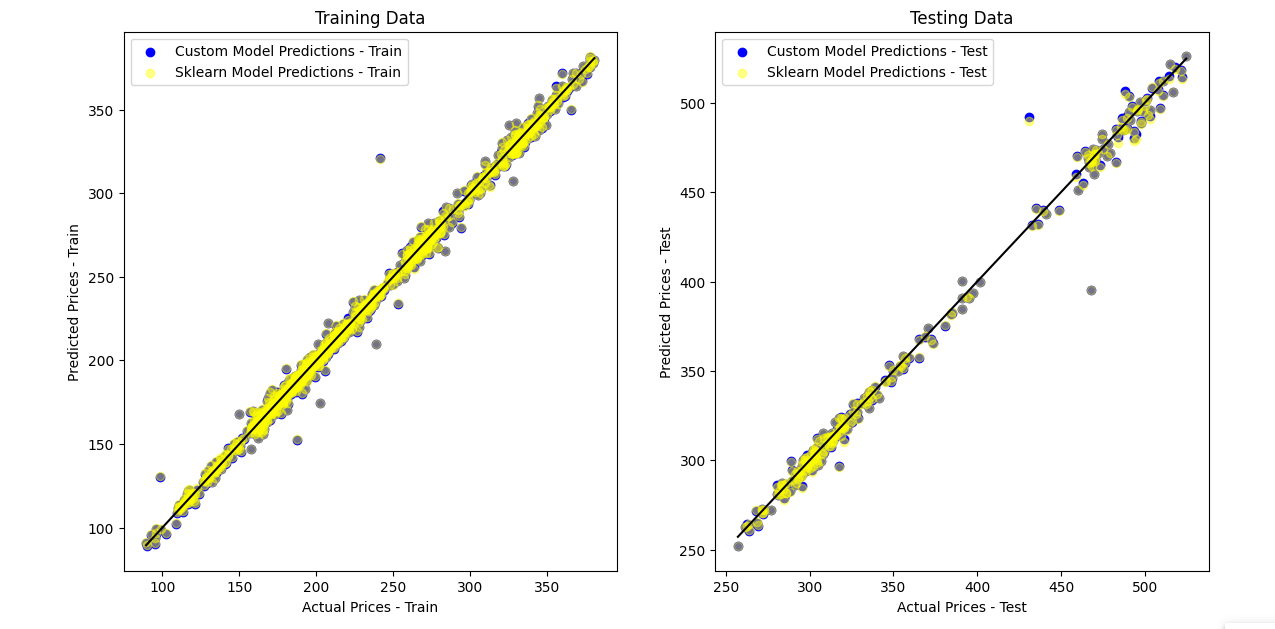 Training Data
Custom Model Predictions - Train
Sklearn Model Predictions - Train
350
300
250
200
150
100
Predicted Prices - Train
100 150 200 250 300 350
Actual Prices - Train
Testing Data
Custom Model Predictions - Test
Sklearn Model Predictions - Test
500
450
400
350
300
250
Predicted Prices - Test
250 300 350 400 450 500
Actual Prices - Test